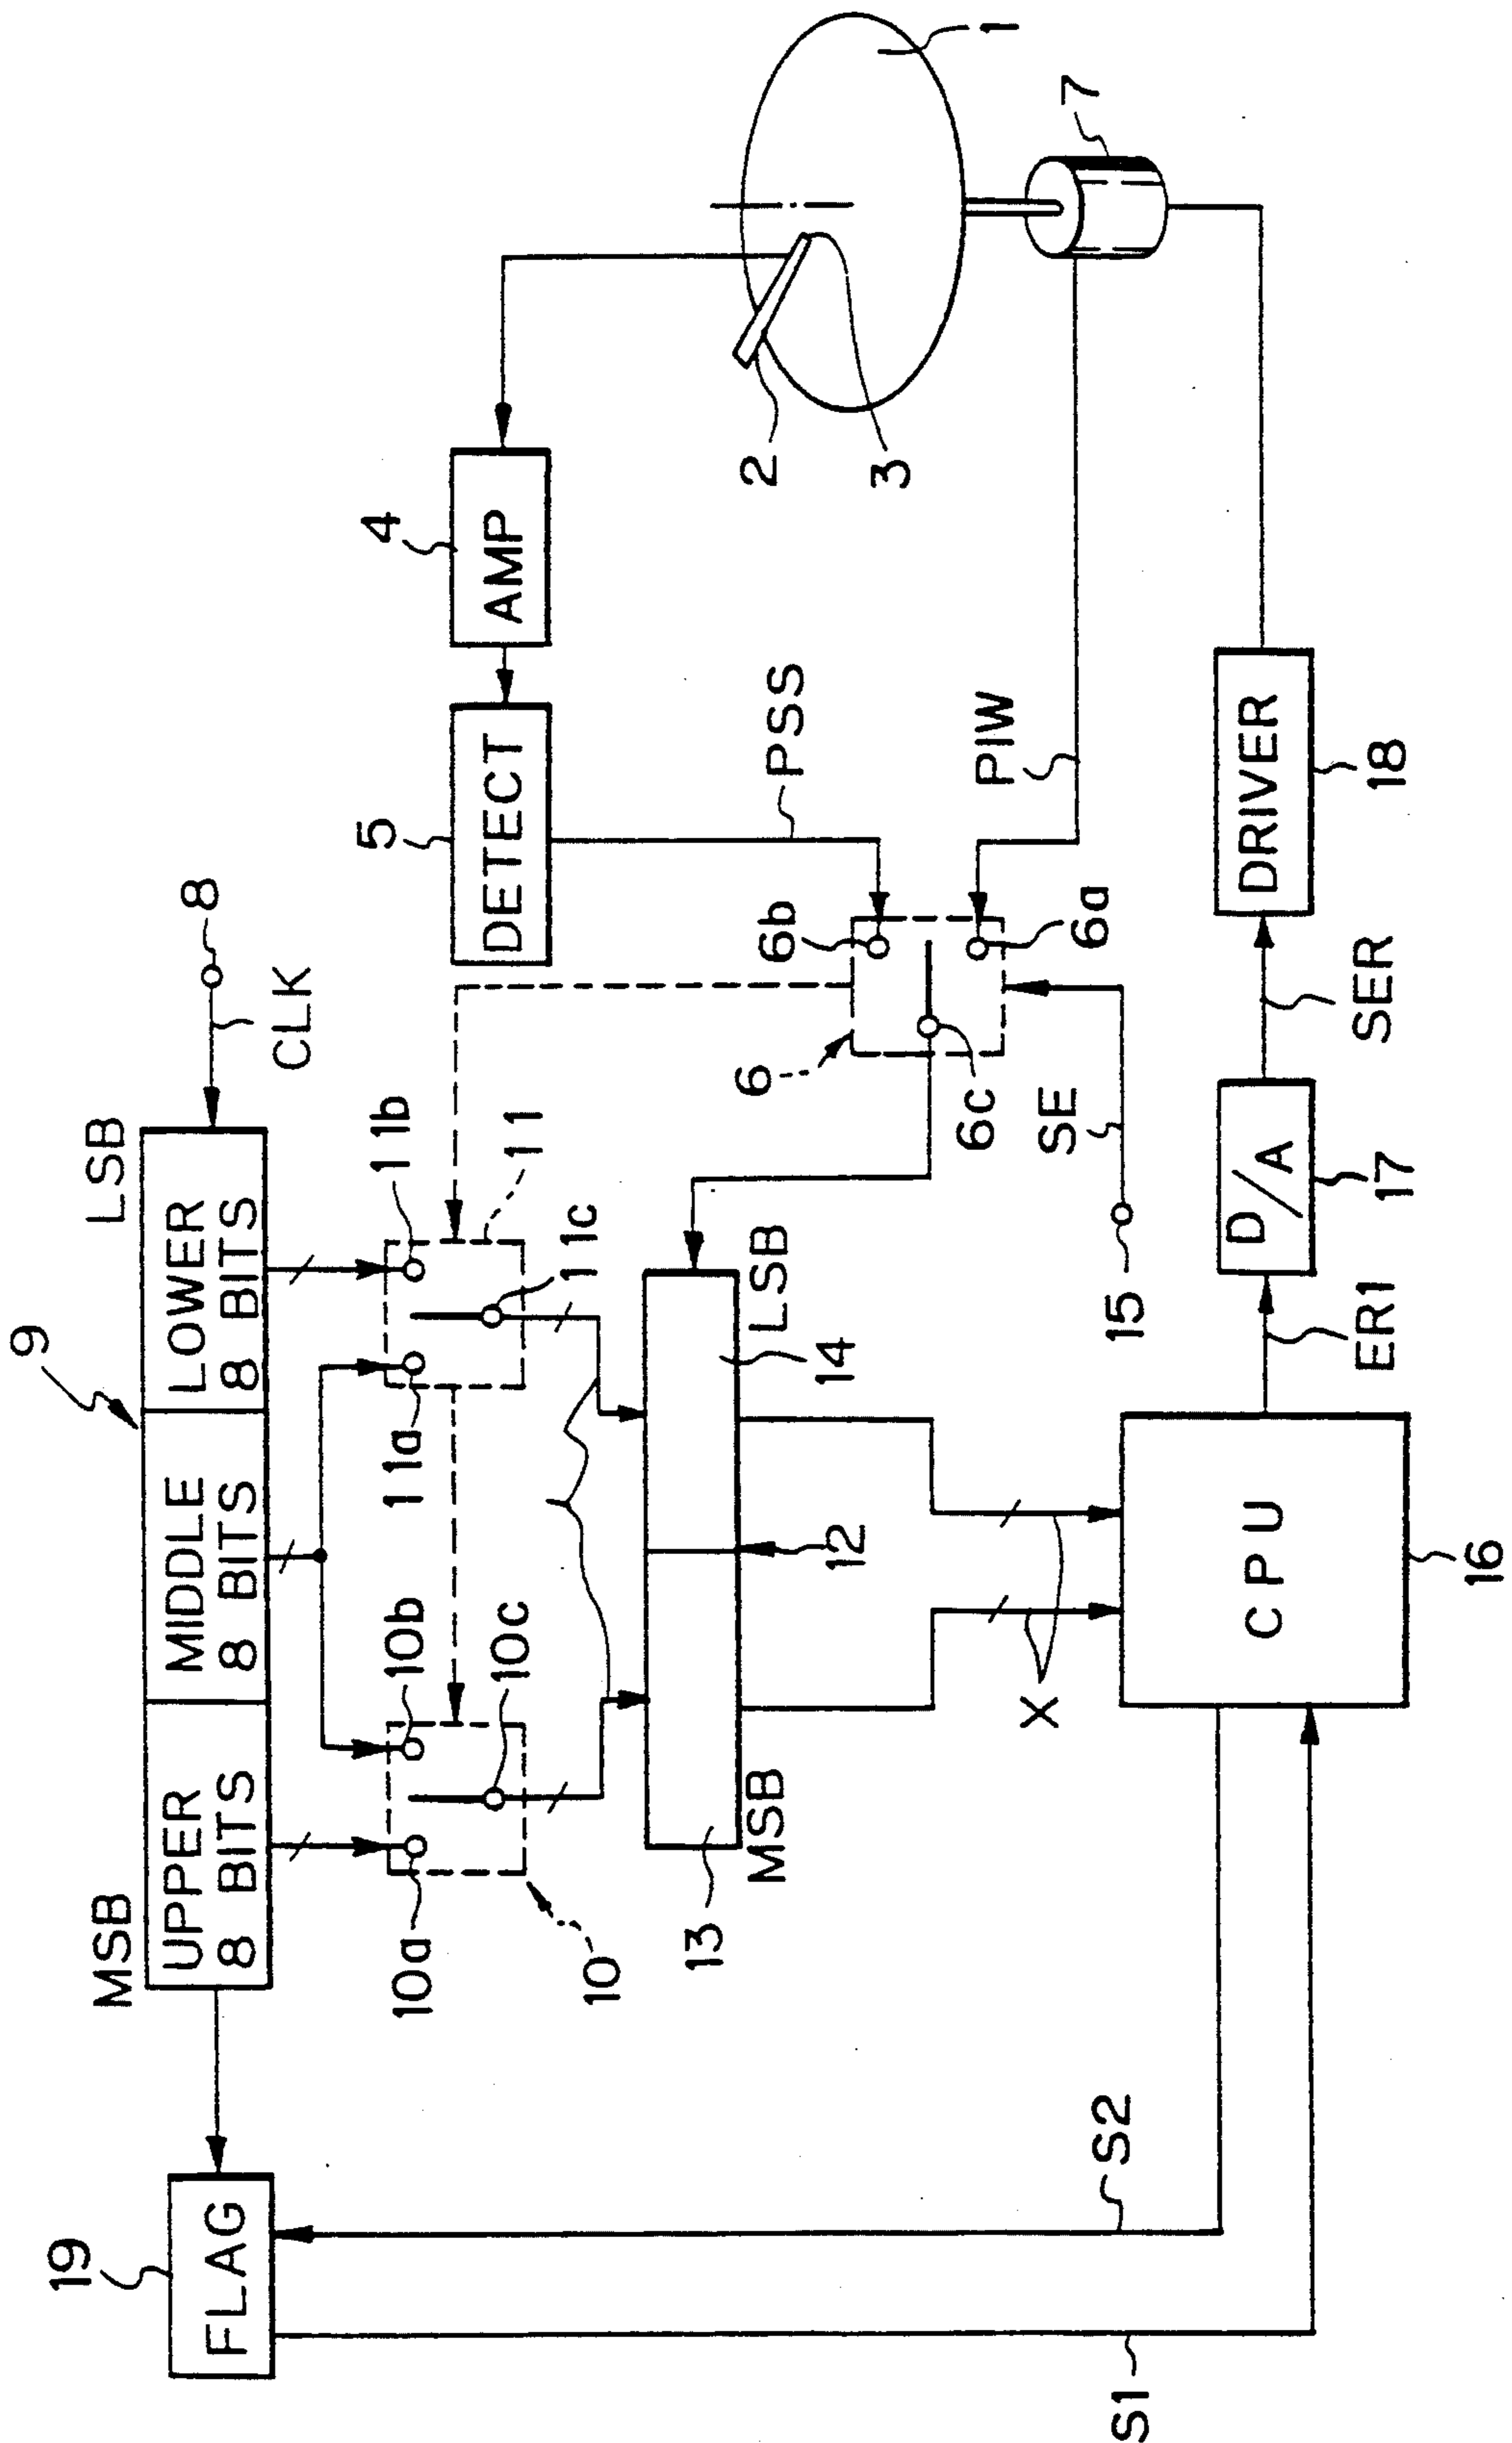 19
FLAG
MSB
UPPER
8 BITS
MIDDLE
8 BITS
LOWER
8 BITS
LSB
9
8
CLK
10a
10b
10c
10
11a
11b
11c
11
13
MSB
12
14
LSB
5
DETECT
4
AMP
PSS
PIW
6
6a
6b
6c
SE
15
1
2
3
7
X
CPU
16
ER1
D/A
17
SER
DRIVER
18
S1
S2